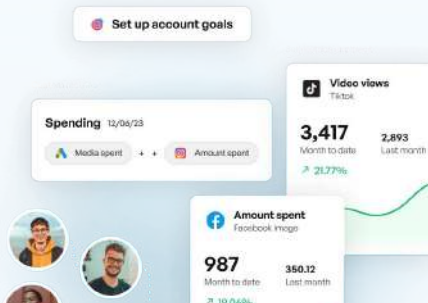 Set up account goals
Video views
Tiktok
3,417
2,893
Month to date
Last month
21.77%
Spending 12/06/23
Media spent + + Amount spent
Amount spent
Facebook image
987
350.12
Month to date
Last month
19.06%